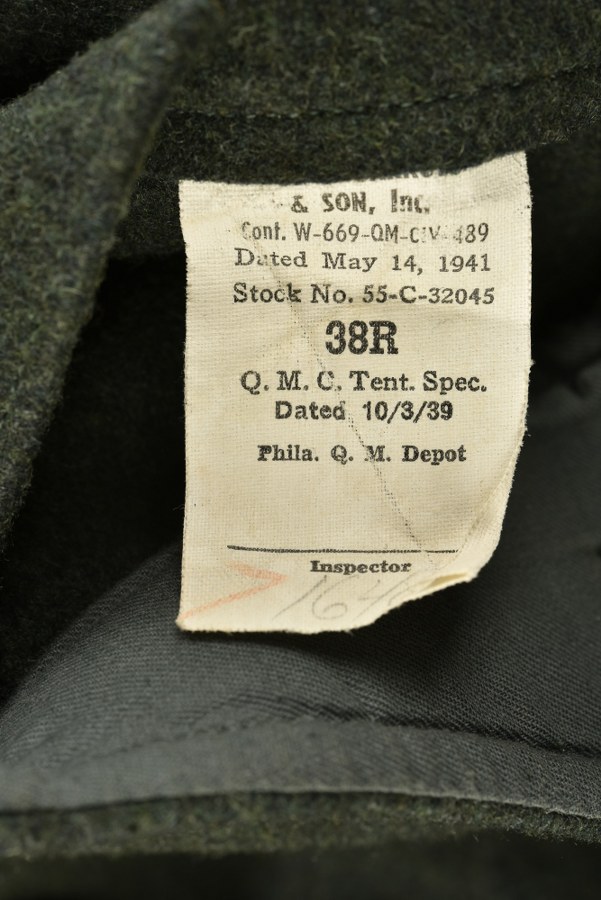 & SON, Inc.
Cont. W-669-QM-CIV-489
Dated May 14, 1941
Stock No. 55-C-32045
38R
Q. M. C. Tent. Spec.
Dated 10/3/39
Phila. Q. M. Depot
Inspector